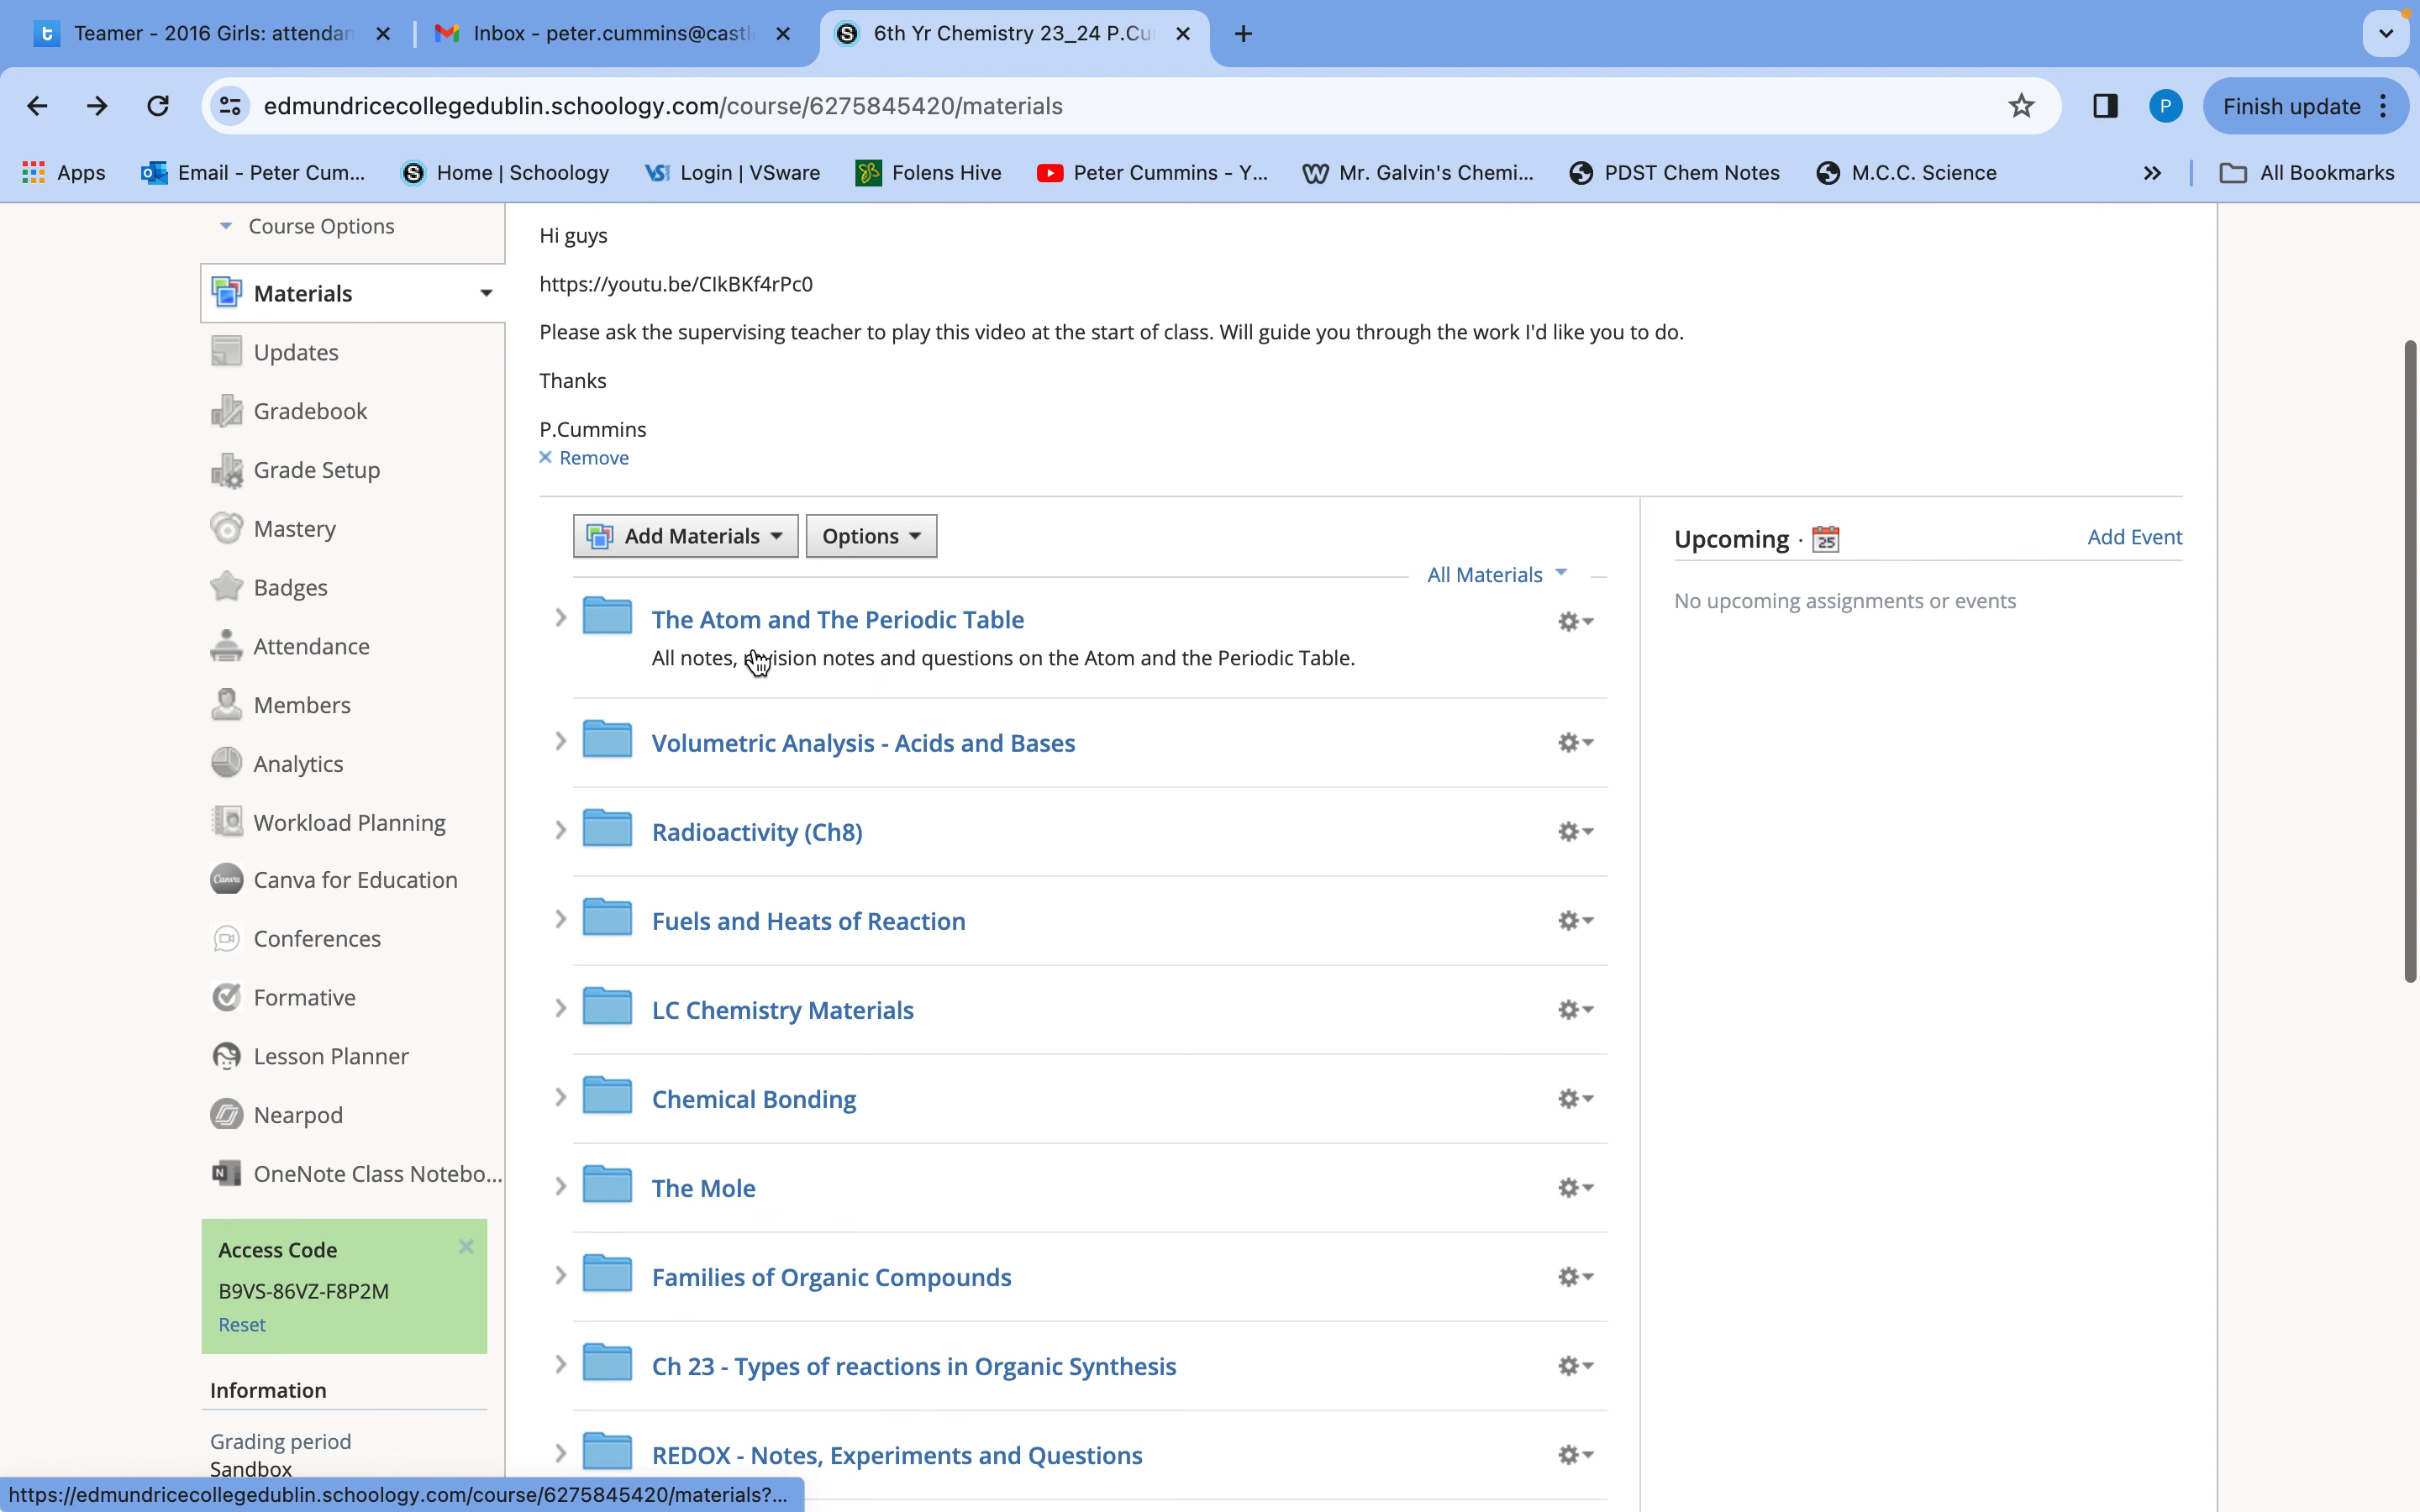 Teamer - 2016 Girls: attendan
Inbox - peter.cummins@castl
6th Yr Chemistry 23_24 P.Cu
edmundricecollegedublin.schoology.com/course/6275845420/materials
P
Finish update
Apps
Email - Peter Cum...
Home | Schoology
Login | VSware
Folens Hive
Peter Cummins - Y...
Mr. Galvin's Chemi...
PDST Chem Notes
M.C.C. Science
All Bookmarks
Course Options
Materials
Updates
Gradebook
Grade Setup
Mastery
Badges
Attendance
Members
Analytics
Workload Planning
Canva
Canva for Education
Conferences
Formative
Lesson Planner
Nearpod
OneNote Class Notebo...
Access Code
B9VS-86VZ-F8P2M
Reset
Information
Grading period
Sandbox
Hi guys
https://youtu.be/ClkBKf4rPc0
Please ask the supervising teacher to play this video at the start of class. Will guide you through the work I'd like you to do.
Thanks
P.Cummins
Remove
Add Materials
Options
All Materials
The Atom and The Periodic Table
All notes, revision notes and questions on the Atom and the Periodic Table.
Volumetric Analysis - Acids and Bases
Radioactivity (Ch8)
Fuels and Heats of Reaction
LC Chemistry Materials
Chemical Bonding
The Mole
Families of Organic Compounds
Ch 23 - Types of reactions in Organic Synthesis
REDOX - Notes, Experiments and Questions
Upcoming · 25
Add Event
No upcoming assignments or events
https://edmundricecollegedublin.schoology.com/course/6275845420/materials?...